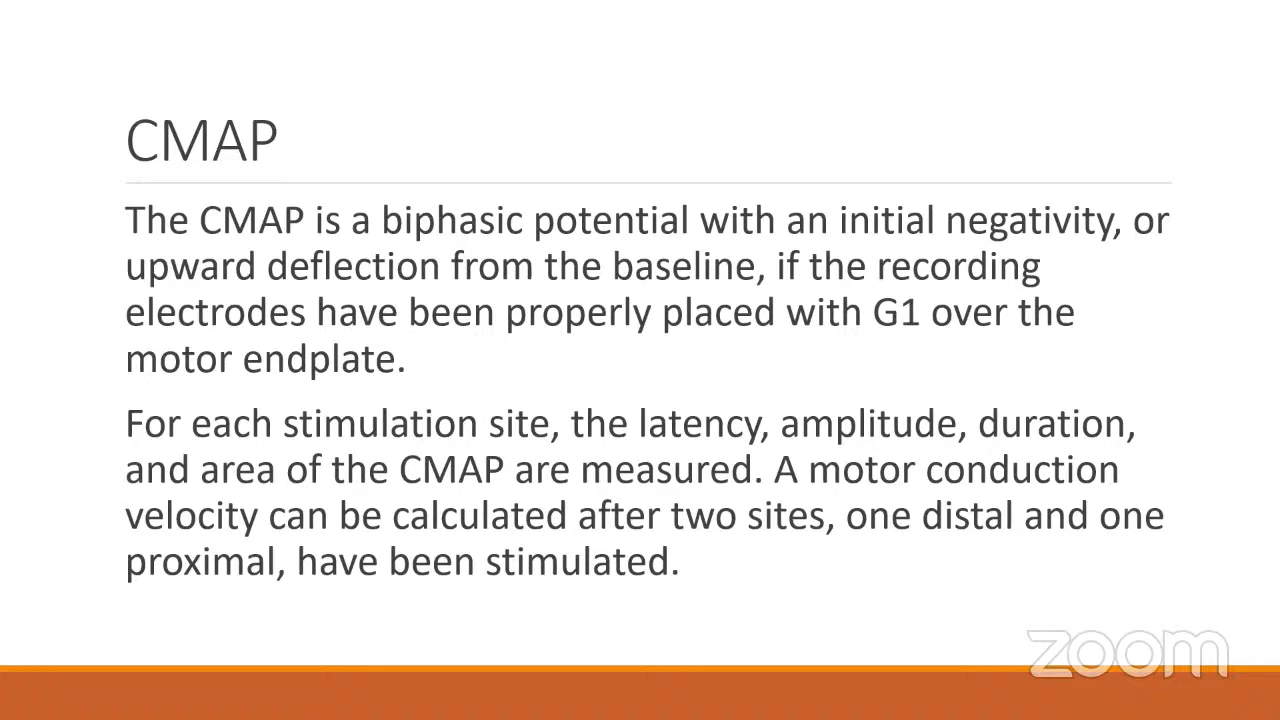 CMAP
The CMAP is a biphasic potential with an initial negativity, or
upward deflection from the baseline, if the recording
electrodes have been properly placed with G1 over the
motor endplate.
For each stimulation site, the latency, amplitude, duration,
and area of the CMAP are measured. A motor conduction
velocity can be calculated after two sites, one distal and one
proximal, have been stimulated.
zoom